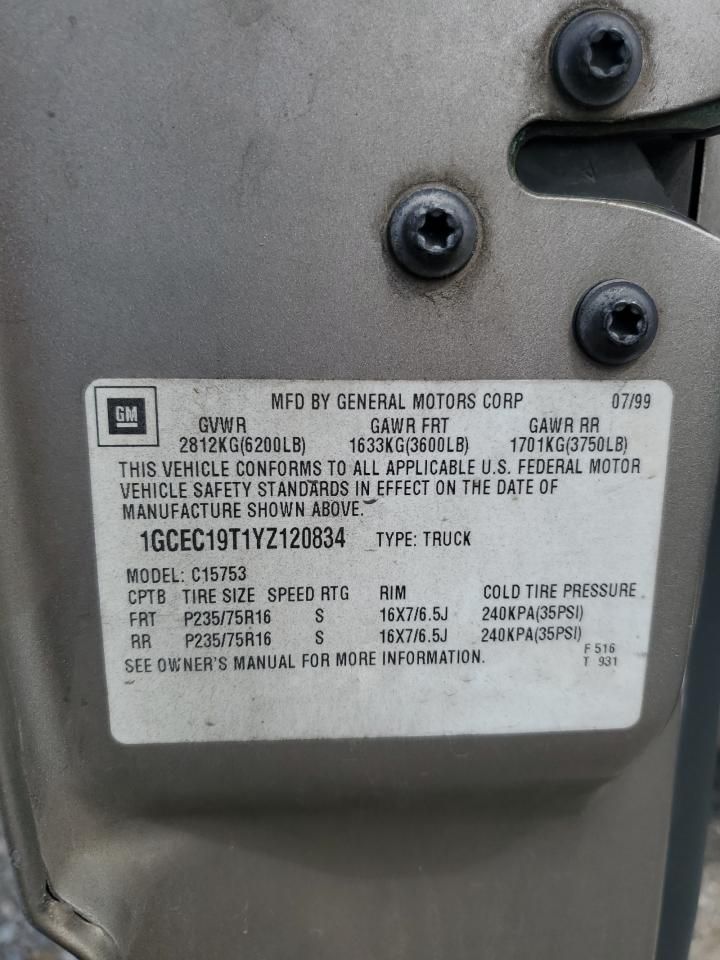 GM
MFD BY GENERAL MOTORS CORP 07/99
GVWR GAWR FRT GAWR RR
2812KG(6200LB) 1633KG(3600LB) 1701KG(3750LB)
THIS VEHICLE CONFORMS TO ALL APPLICABLE U.S. FEDERAL MOTOR
VEHICLE SAFETY STANDARDS IN EFFECT ON THE DATE OF
MANUFACTURE SHOWN ABOVE.
1GCEC19T1YZ120834 TYPE: TRUCK
MODEL: C15753
CPTB TIRE SIZE SPEED RTG RIM COLD TIRE PRESSURE
FRT P235/75R16 S 16X7/6.5J 240KPA(35PSI)
RR P235/75R16 S 16X7/6.5J 240KPA(35PSI)
SEE OWNER'S MANUAL FOR MORE INFORMATION.
F 516
T 931